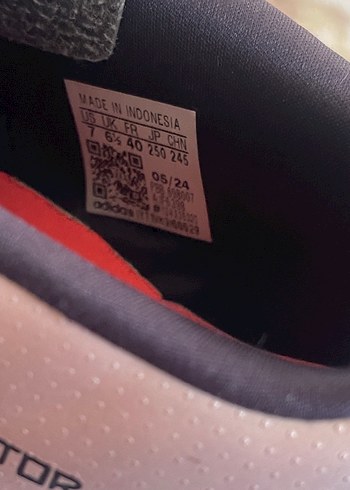 MADE IN INDONESIA
US UK FR JP CHN
7 6½ 40 250 245
05/24
adidas
TOR